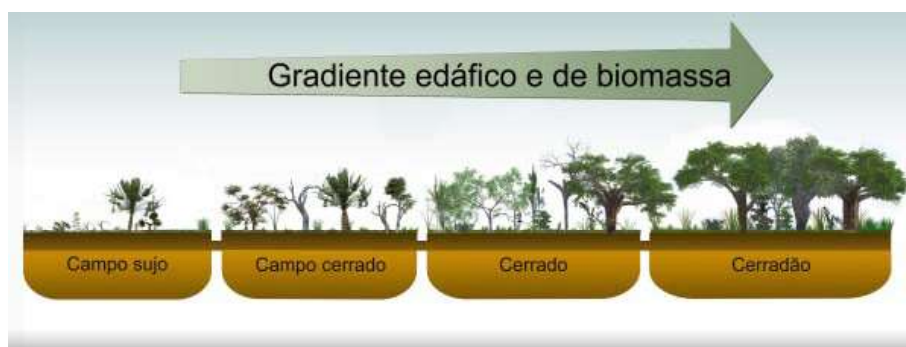 Gradiente edáfico e de biomassa
Campo sujo
Campo cerrado
Cerrado
Cerradão